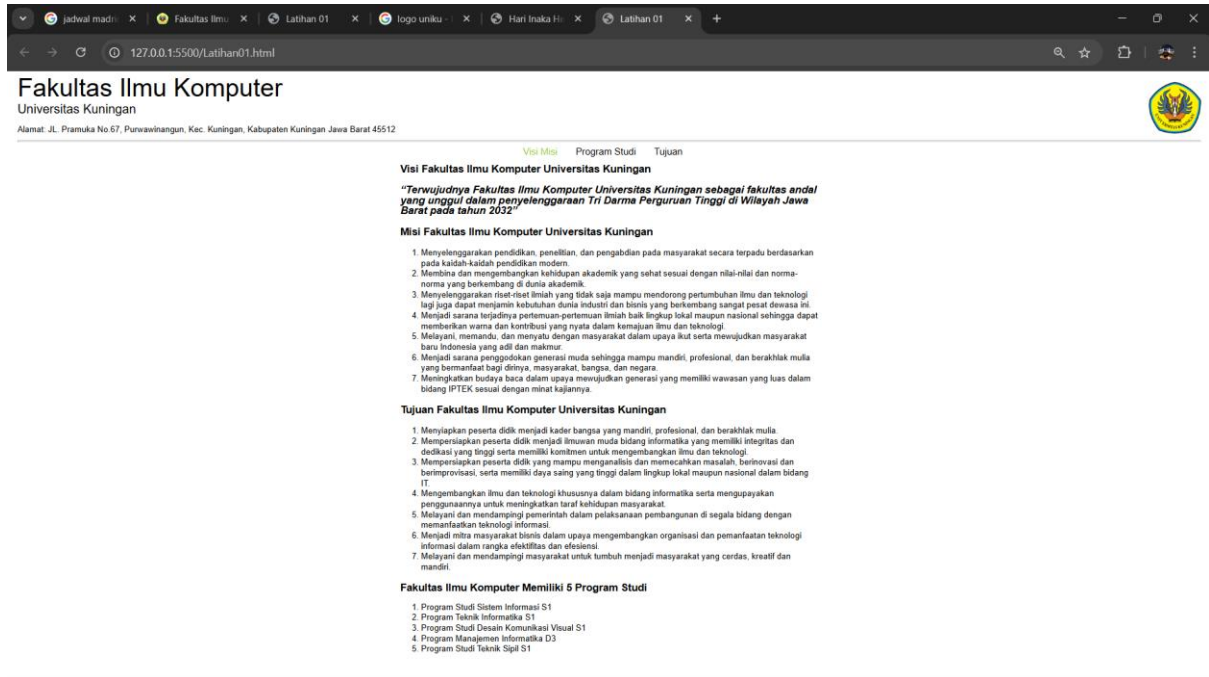 jadwal madri
Fakultas Ilmu
Latihan 01
logo uniku -
Hari Inaka H
Latihan 01
127.0.0.1:5500/Latihan01.html
Fakultas Ilmu Komputer
Universitas Kuningan
Alamat: JL. Pramuka No.67, Purwawinangun, Kec. Kuningan, Kabupaten Kuningan Jawa Barat 45512
Visi Misi Program Studi Tujuan
Visi Fakultas Ilmu Komputer Universitas Kuningan
“Terwujudnya Fakultas Ilmu Komputer Universitas Kuningan sebagai fakultas andal
yang unggul dalam penyelenggaraan Tri Darma Perguruan Tinggi di Wilayah Jawa
Barat pada tahun 2032”
Misi Fakultas Ilmu Komputer Universitas Kuningan
1. Menyelenggarakan pendidikan, penelitian, dan pengabdian pada masyarakat secara terpadu berdasarkan
pada kaidah-kaidah pendidikan modern.
2. Membina dan mengembangkan kehidupan akademik yang sehat sesuai dengan nilai-nilai dan norma-
norma yang berkembang di dunia akademik.
3. Menyelenggarakan riset-riset ilmiah yang tidak saja mampu mendorong pertumbuhan ilmu dan teknologi
lagi juga dapat menjamin kebutuhan dunia industri dan bisnis yang berkembang sangat pesat dewasa ini.
4. Menjadi sarana terjadinya pertemuan-pertemuan ilmiah baik lingkup lokal maupun nasional sehingga dapat
memberikan warna dan kontribusi yang nyata dalam kemajuan ilmu dan teknologi.
5. Melayani, memandu, dan menyatu dengan masyarakat dalam upaya ikut serta mewujudkan masyarakat
baru Indonesia yang adil dan makmur.
6. Menjadi sarana penggodokan generasi muda sehingga mampu mandiri, profesional, dan berakhlak mulia
yang bermanfaat bagi dirinya, masyarakat, bangsa, dan negara.
7. Meningkatkan budaya baca dalam upaya mewujudkan generasi yang memiliki wawasan yang luas dalam
bidang IPTEK sesuai dengan minat kajiannya.
Tujuan Fakultas Ilmu Komputer Universitas Kuningan
1. Menyiapkan peserta didik menjadi kader bangsa yang mandiri, profesional, dan berakhlak mulia.
2. Mempersiapkan peserta didik menjadi ilmuwan muda bidang informatika yang memiliki integritas dan
dedikasi yang tinggi serta memiliki komitmen untuk mengembangkan ilmu dan teknologi.
3. Mempersiapkan peserta didik yang mampu menganalisis dan memecahkan masalah, berinovasi dan
berimprovisasi, serta memiliki daya saing yang tinggi dalam lingkup lokal maupun nasional dalam bidang
IT.
4. Mengembangkan ilmu dan teknologi khususnya dalam bidang informatika serta mengupayakan
penggunaannya untuk meningkatkan taraf kehidupan masyarakat.
5. Melayani dan mendampingi pemerintah dalam pelaksanaan pembangunan di segala bidang dengan
memanfaatkan teknologi informasi.
6. Menjadi mitra masyarakat bisnis dalam upaya mengembangkan organisasi dan pemanfaatan teknologi
informasi dalam rangka efektifitas dan efesiensi.
7. Melayani dan mendampingi masyarakat untuk tumbuh menjadi masyarakat yang cerdas, kreatif dan
mandiri.
Fakultas Ilmu Komputer Memiliki 5 Program Studi
1. Program Studi Sistem Informasi S1
2. Program Teknik Informatika S1
3. Program Studi Desain Komunikasi Visual S1
4. Program Manajemen Informatika D3
5. Program Studi Teknik Sipil S1